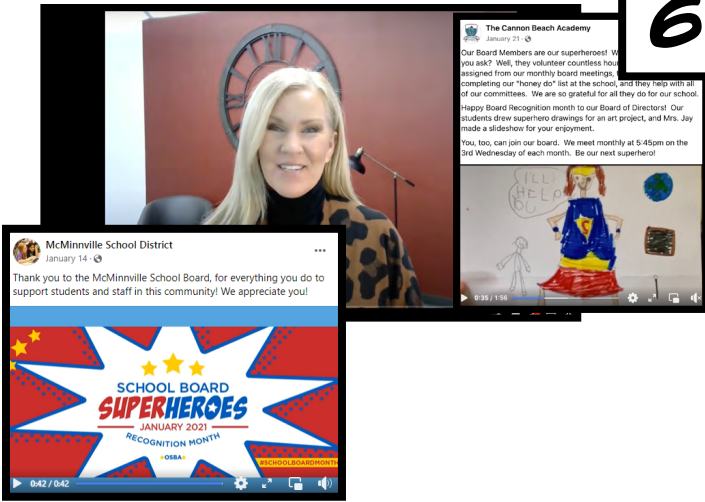 6
The Cannon Beach Academy
January 21 ·
Our Board Members are our superheroes! W
you ask? Well, they volunteer countless hou
assigned from our monthly board meetings,
completing our "honey do" list at the school, and they help with all
of our committees. We are so grateful for all they do for our school.
Happy Board Recognition month to our Board of Directors! Our
students drew superhero drawings for an art project, and Mrs. Jay
made a slideshow for your enjoyment.
You, too, can join our board. We meet monthly at 5:45pm on the
3rd Wednesday of each month. Be our next superhero!
I'LL
HELP
S
0:35 / 1:56
McMinnville School District
January 14 ·
Thank you to the McMinnville School Board, for everything you do to
support students and staff in this community! We appreciate you!
SCHOOL BOARD
SUPERHEROES
JANUARY 2021
RECOGNITION MONTH
OSBA
#SCHOOLBOARDMONTH
0:42 / 0:42